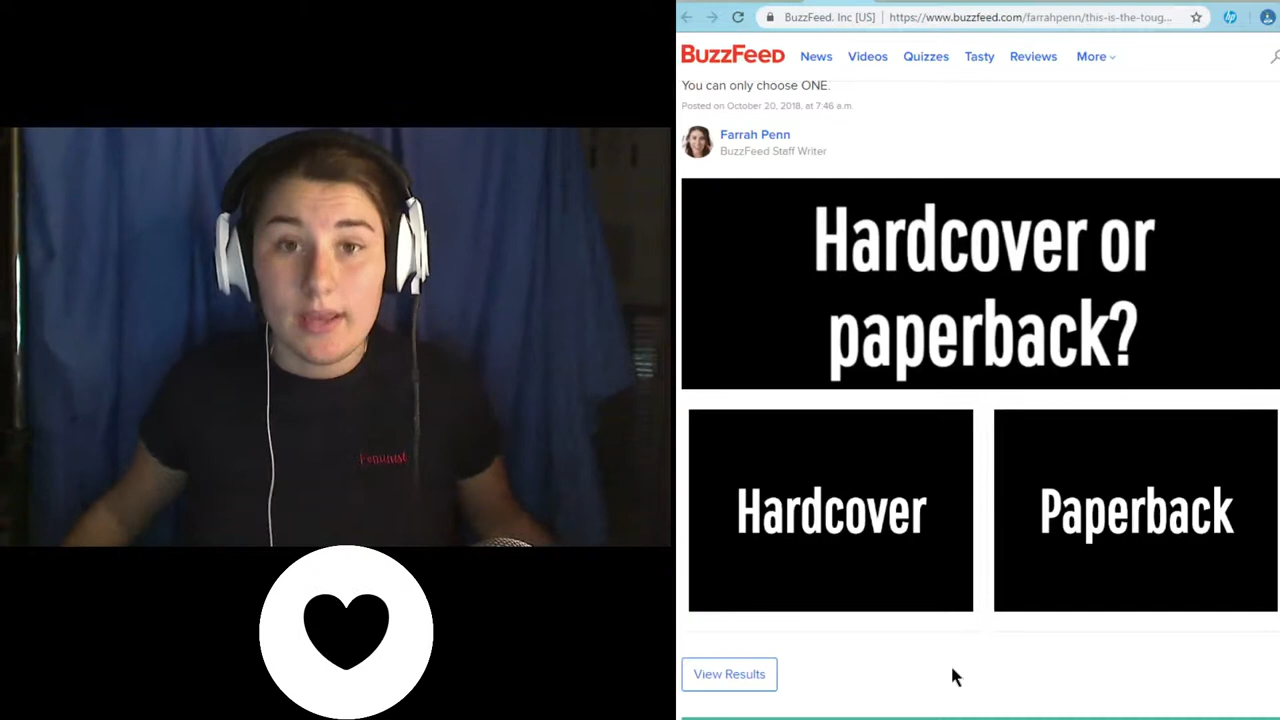 Feminist
BuzzFeed. Inc [US]
https://www.buzzfeed.com/farrahpenn/this-is-the-toug...
BuzzFeed
News
Videos
Quizzes
Tasty
Reviews
More
You can only choose ONE.
Posted on October 20, 2018, at 7:46 a.m
Farrah Penn
BuzzFeed Staff Writer
Hardcover or
paperback?
Hardcover
Paperback
View Results